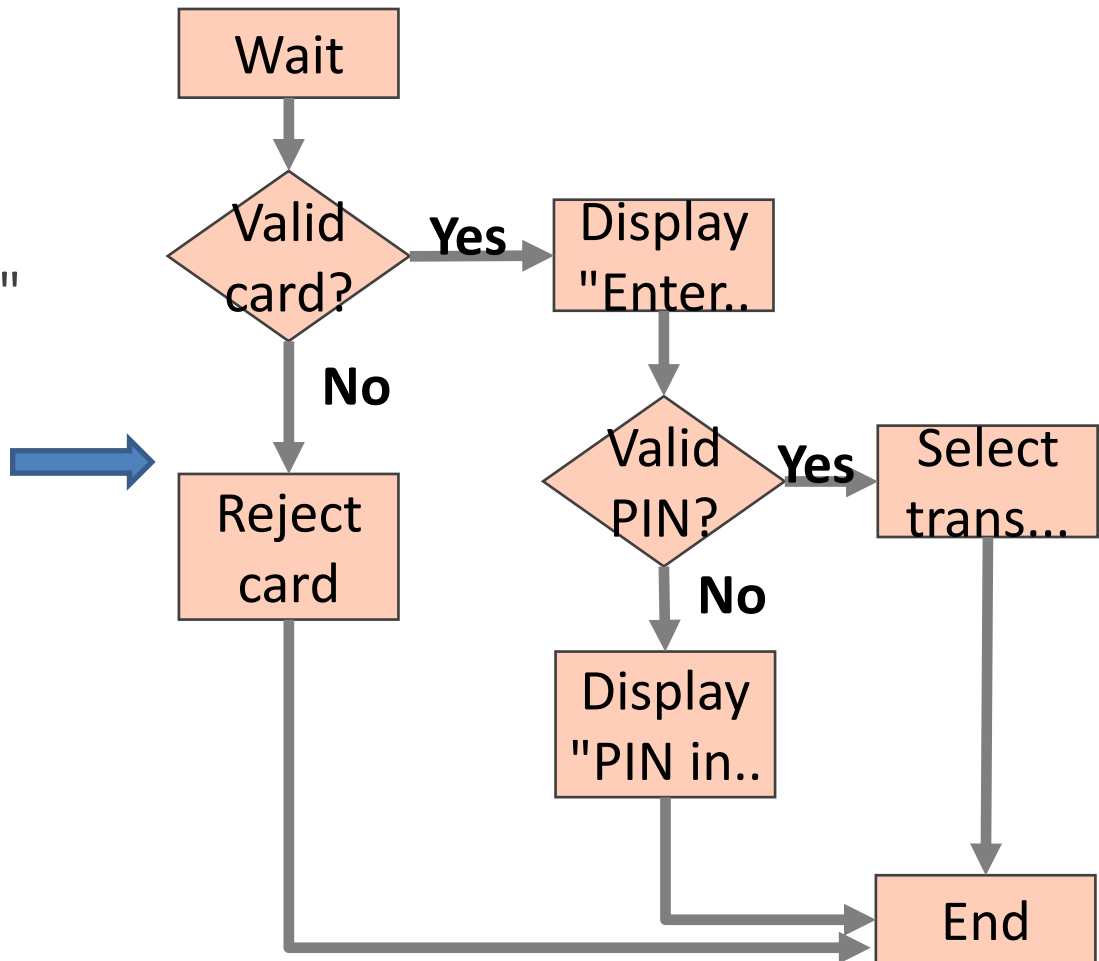 Wait
Valid
card?
Yes
Display
"Enter..
"
No
Valid
PIN?
Yes
Select
trans...
Reject
card
No
Display
"PIN in..
End